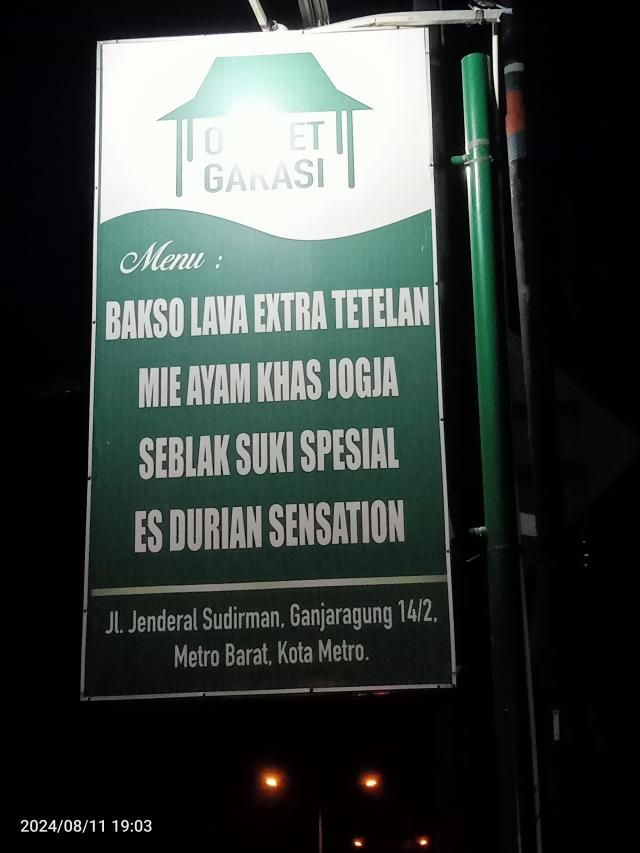 GARASI
Menu :
BAKSO LAVA EXTRA TETELAN
MIE AYAM KHAS JOGJA
SEBLAK SUKI SPESIAL
ES DURIAN SENSATION
Jl. Jenderal Sudirman, Ganjaragung 14/2,
Metro Barat, Kota Metro.
2024/08/11 19:03